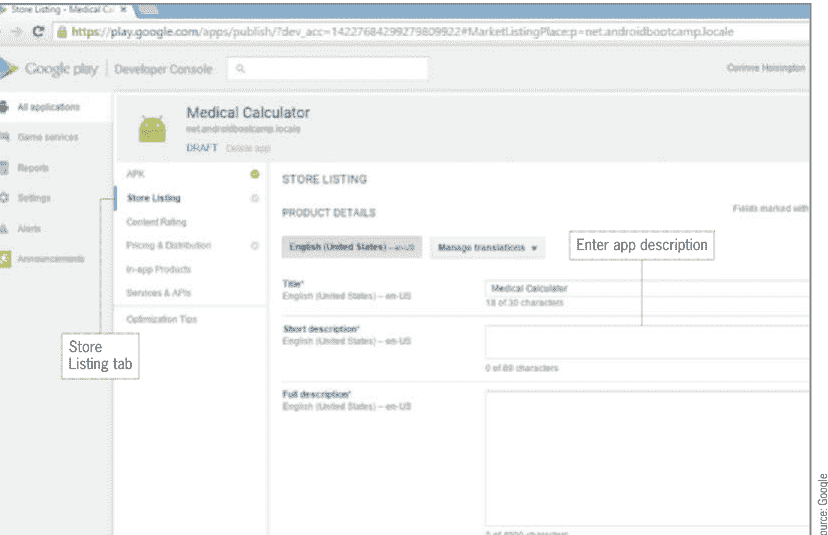 Store Listing - Medical Ca
https://play.google.com/apps/publish/?dev_acc=14227684299279809922#MarketListingPlace:p=net.androidbootcamp.locale
Google play Developer Console
Corinne Hoisington
All applications
Game services
Reports
Settings
Alerts
Announcements
Medical Calculator
net.androidbootcamp.locale
DRAFT Delete app
APK
Store Listing
Content Rating
Pricing & Distribution
In-app Products
Services & APIs
Optimization Tips
Store
Listing tab
STORE LISTING
Fields marked with
PRODUCT DETAILS
English (United States) – en-US Manage translations
Enter app description
Title*
English (United States) – en-US
Medical Calculator
18 of 30 characters
Short description*
English (United States) – en-US
0 of 80 characters
Full description*
English (United States) – en-US
0 of 4000 characters
ource: Google